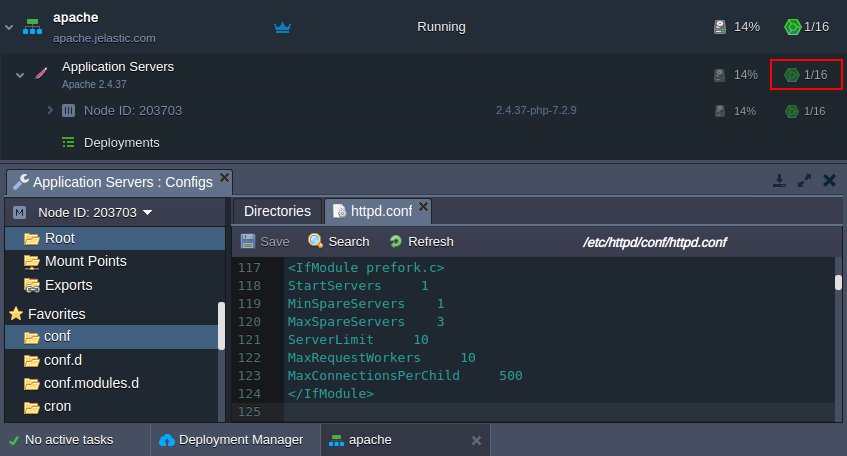 apache
apache.jelastic.com
Running
14%
1/16
Application Servers
Apache 2.4.37
14%
1/16
Node ID: 203703
2.4.37-php-7.2.9
14%
1/16
Deployments
Application Servers : Configs
M
Node ID: 203703
Root
Mount Points
Exports
Favorites
conf
conf.d
conf.modules.d
cron
Directories
httpd.conf
Save
Search
Refresh
/etc/httpd/conf/httpd.conf
117 <IfModule prefork.c>
118 StartServers 1
119 MinSpareServers 1
120 MaxSpareServers 3
121 ServerLimit 10
122 MaxRequestWorkers 10
123 MaxConnectionsPerChild 500
124 </IfModule>
125
No active tasks
Deployment Manager
apache